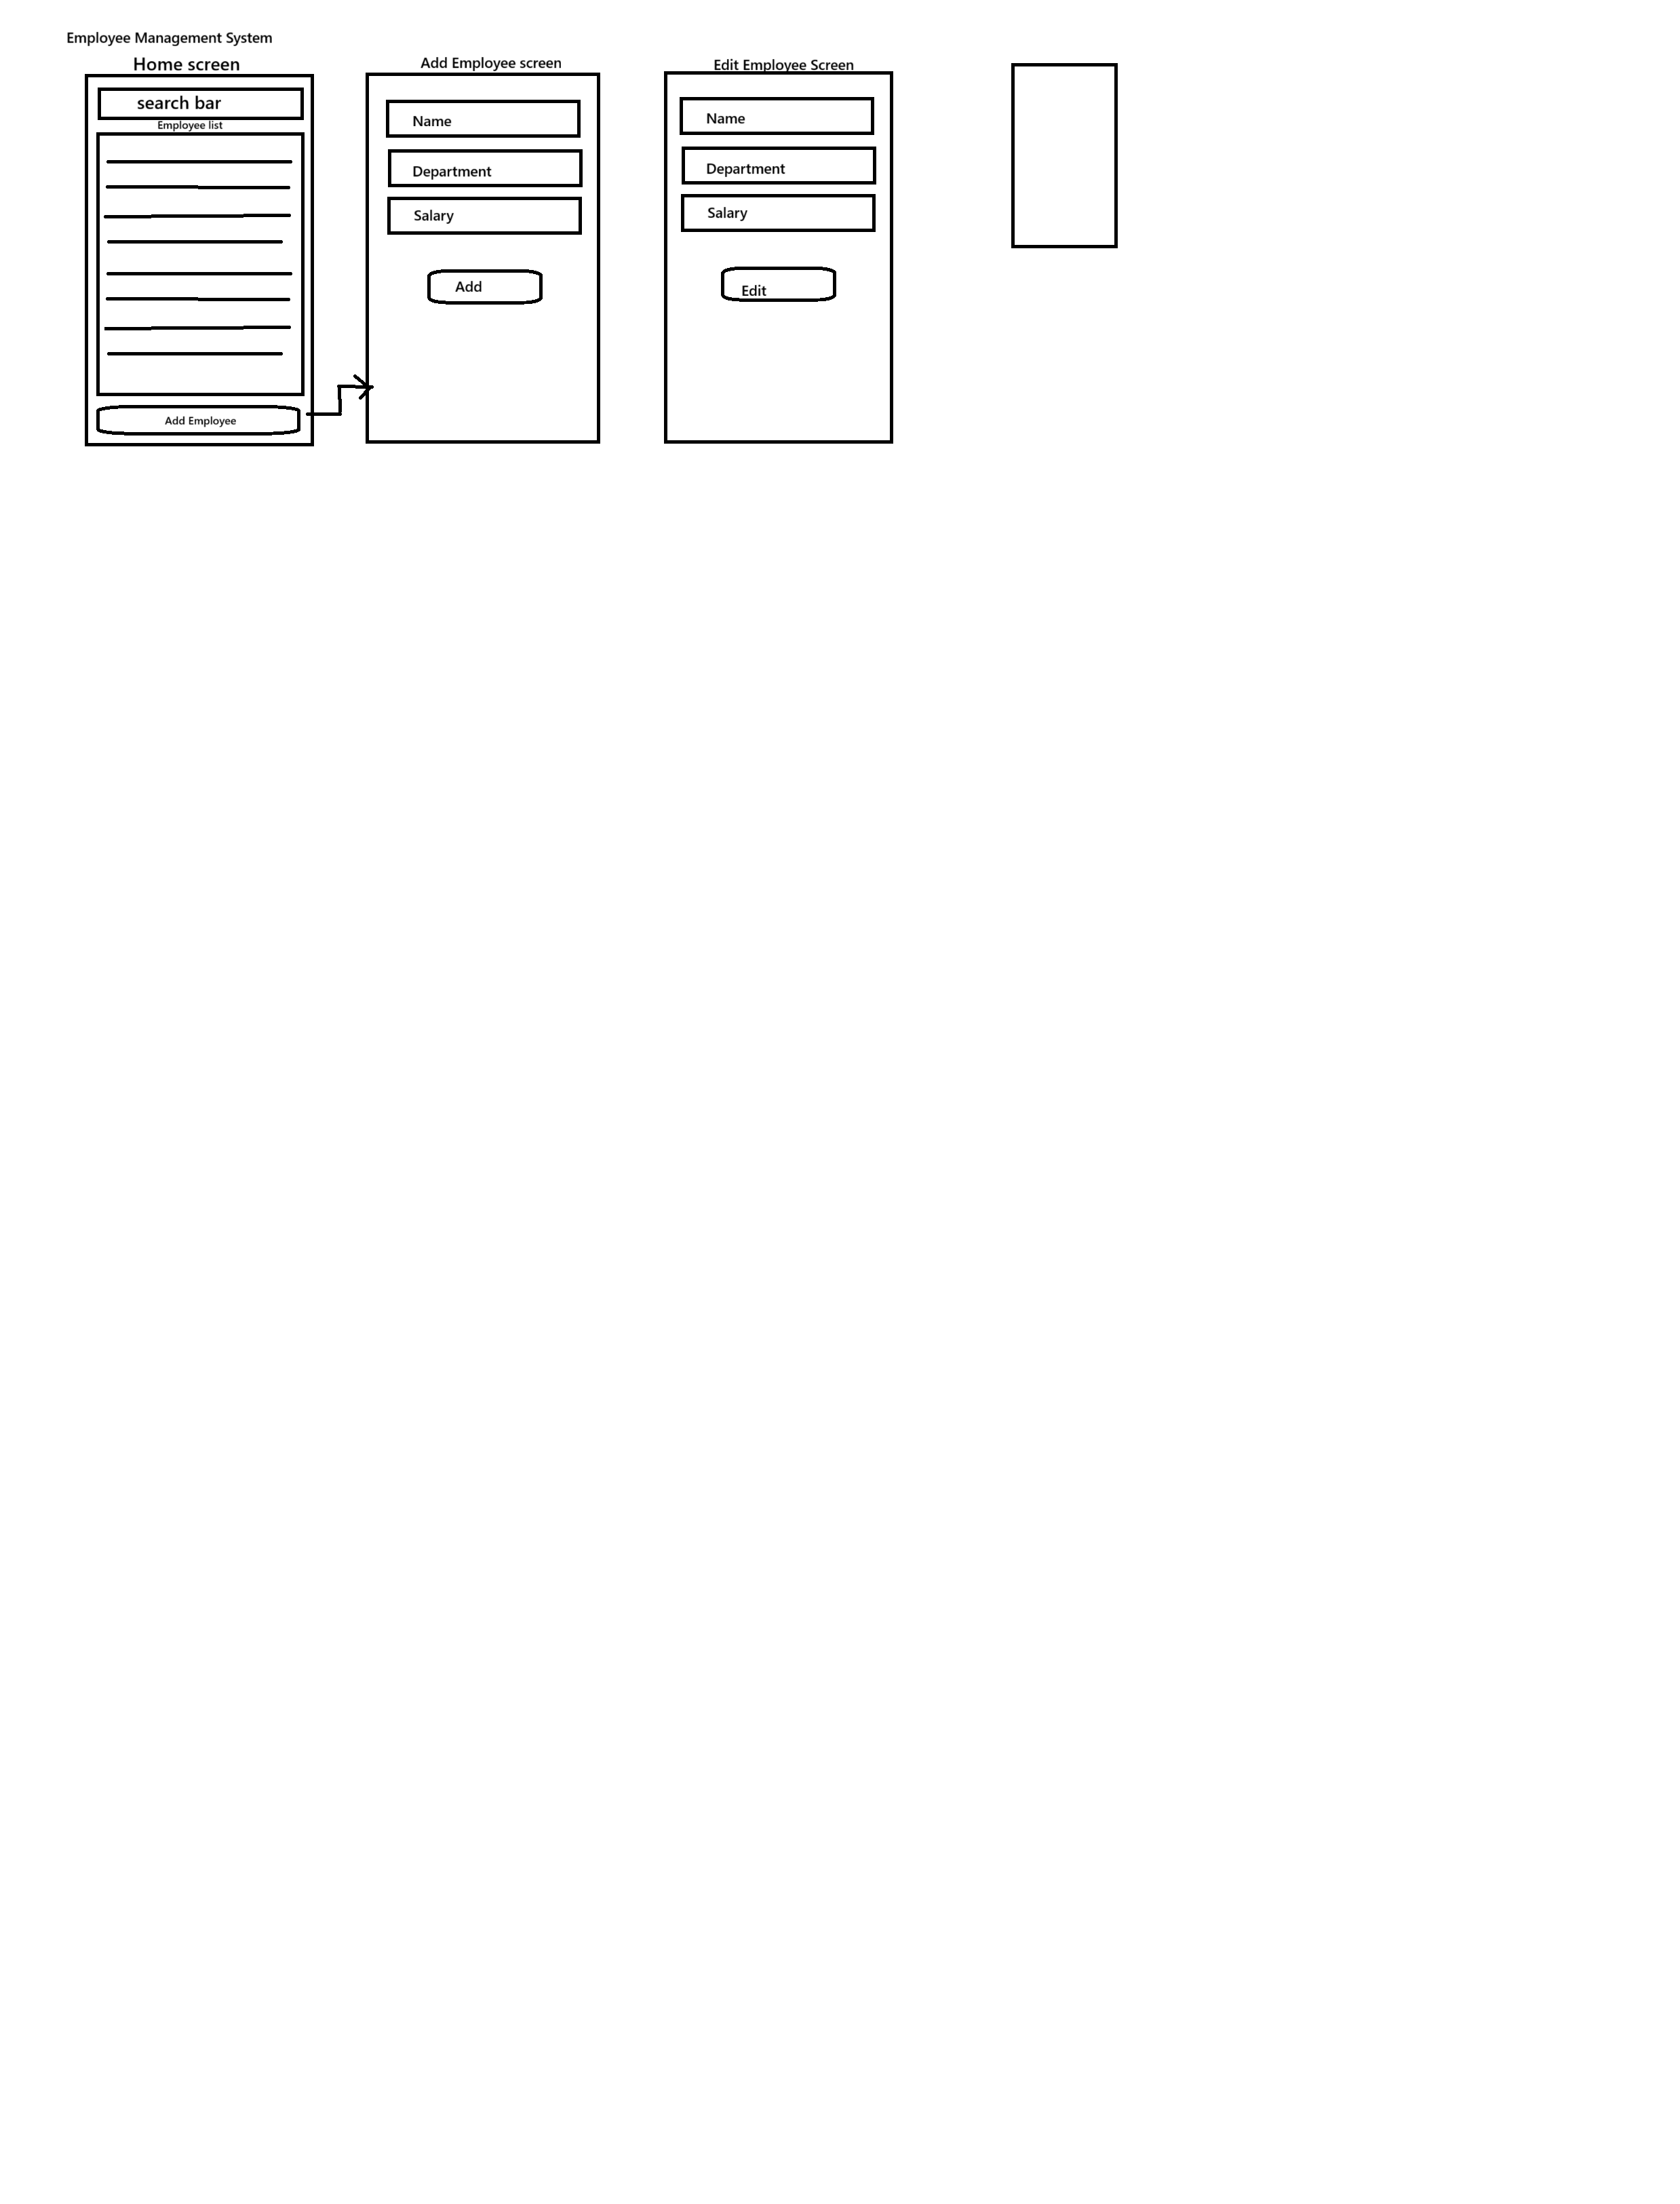 Employee Management System
Home screen
search bar
Employee list
Add Employee
Add Employee screen
Name
Department
Salary
Add
Edit Employee Screen
Name
Department
Salary
Edit